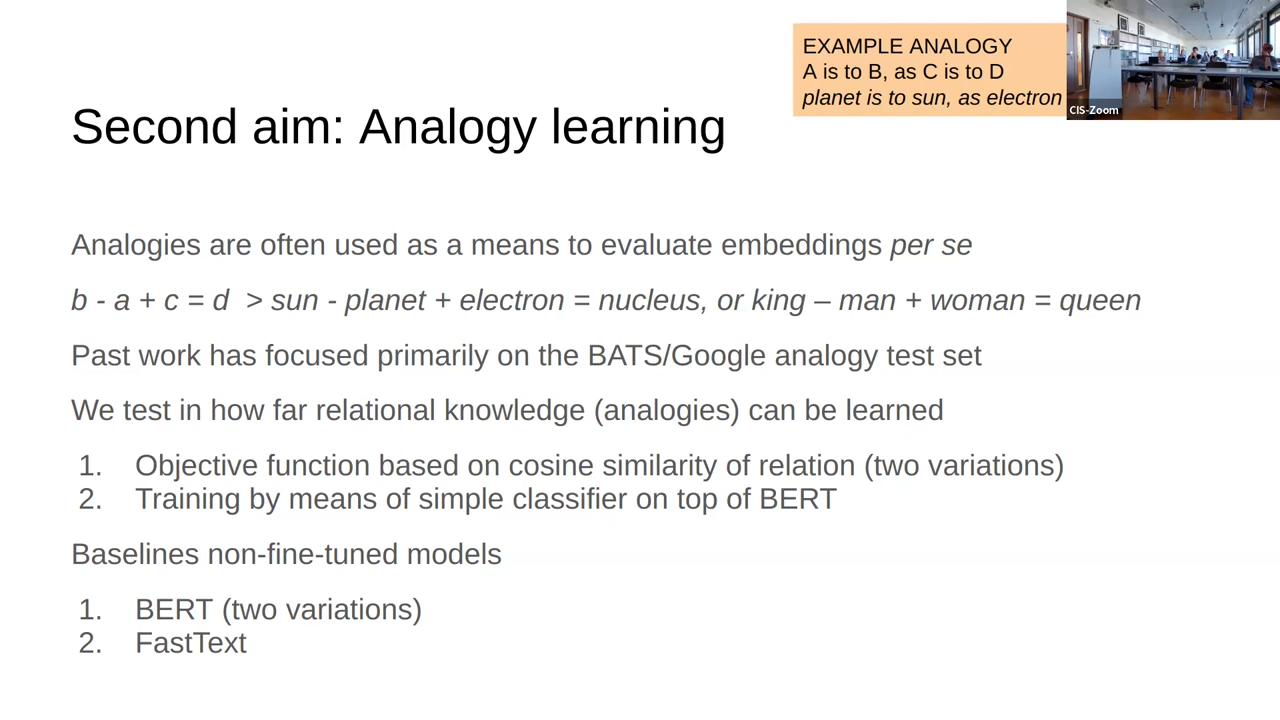 EXAMPLE ANALOGY
A is to B, as C is to D
planet is to sun, as electron
CIS-Zoom
Second aim: Analogy learning
Analogies are often used as a means to evaluate embeddings per se
b - a + c = d > sun - planet + electron = nucleus, or king – man + woman = queen
Past work has focused primarily on the BATS/Google analogy test set
We test in how far relational knowledge (analogies) can be learned
1. Objective function based on cosine similarity of relation (two variations)
2. Training by means of simple classifier on top of BERT
Baselines non-fine-tuned models
1. BERT (two variations)
2. FastText